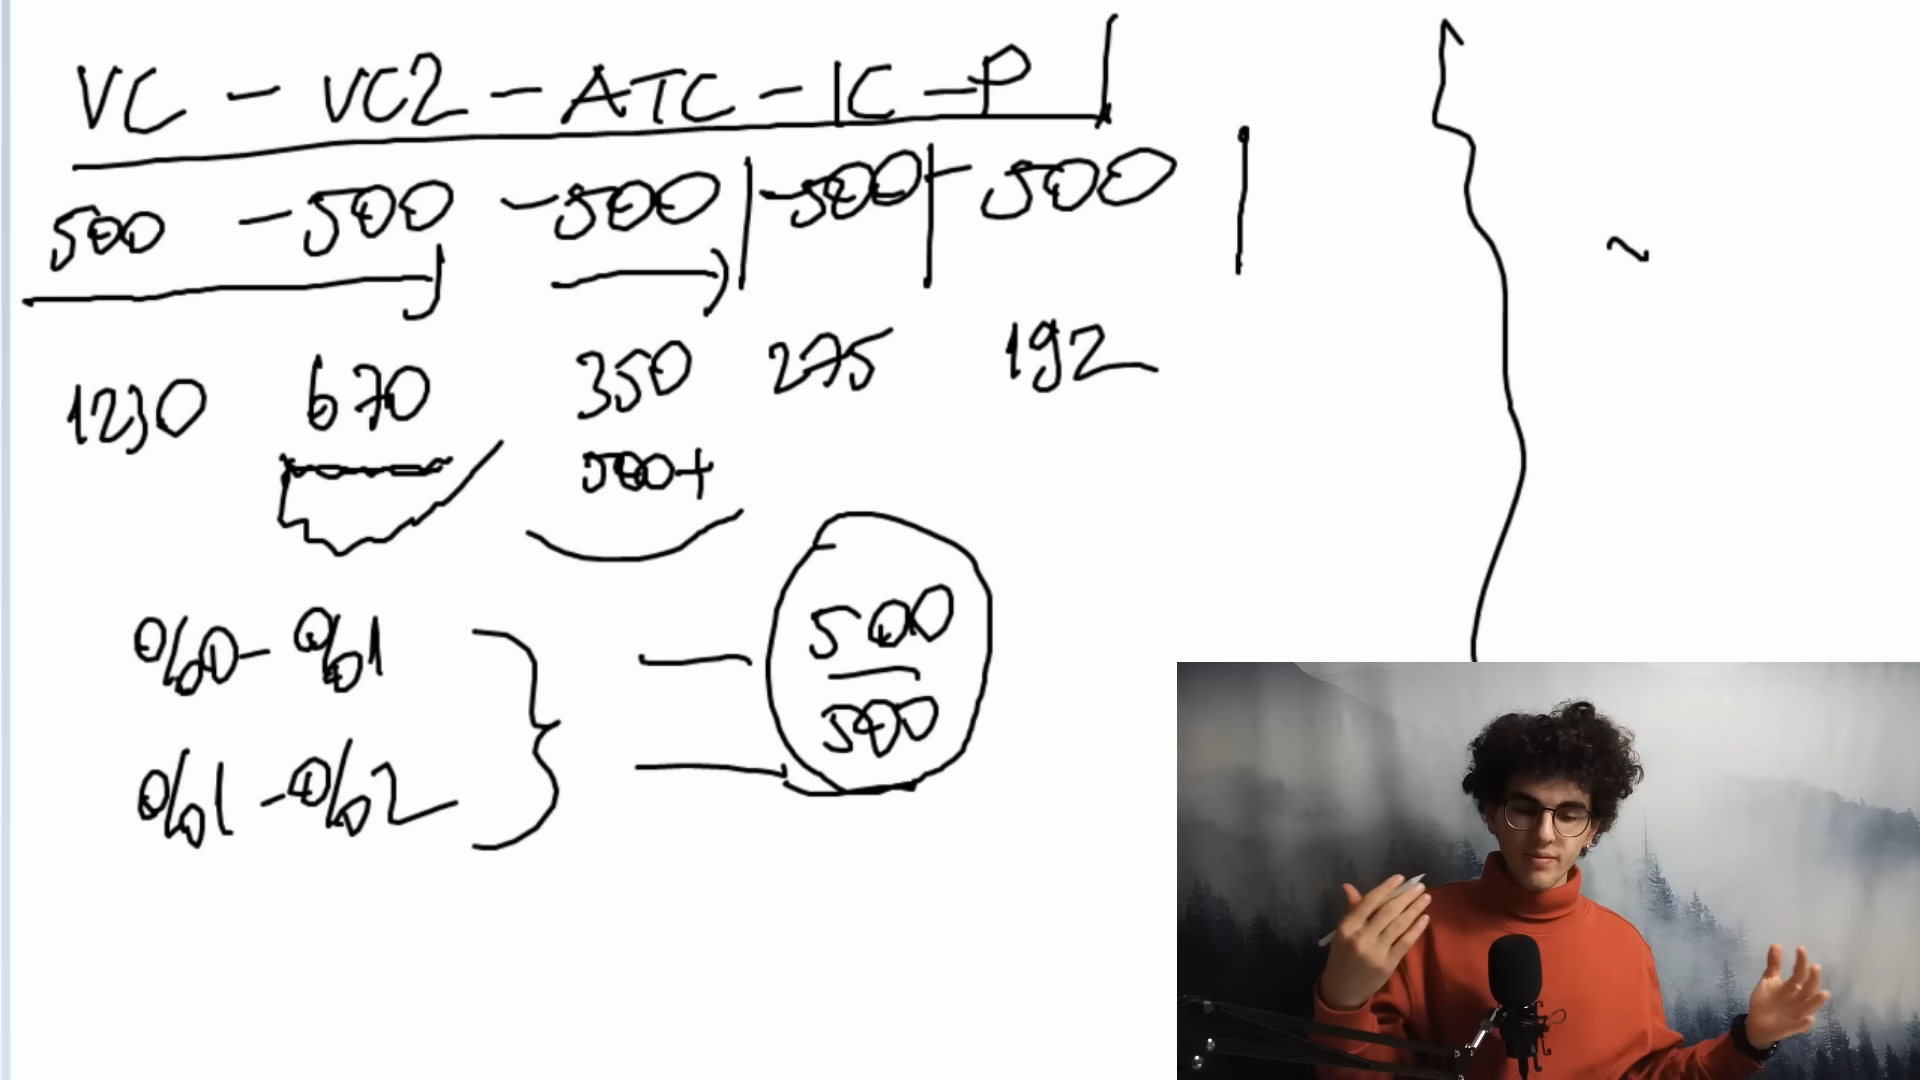 VC - VC2 - ATC - IC - P
500 - 500 - 500 - 500 - 500
1230 670 350 275 192
500+
%0 - %1
500
500
%1 - %2